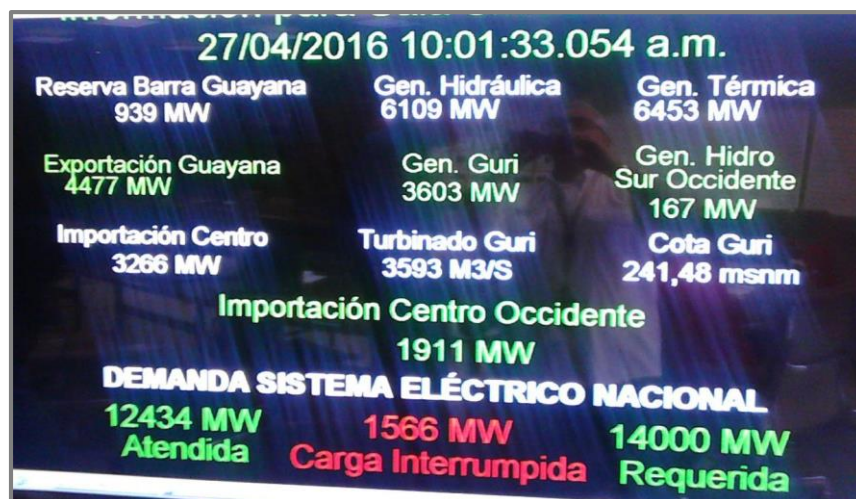 Información para
27/04/2016 10:01:33.054 a.m.
Reserva Barra Guayana
939 MW
Gen. Hidráulica
6109 MW
Gen. Térmica
6453 MW
Exportación Guayana
4477 MW
Gen. Guri
3603 MW
Gen. Hidro
Sur Occidente
167 MW
Importación Centro
3266 MW
Turbinado Guri
3593 M3/S
Cota Guri
241,48 msnm
Importación Centro Occidente
1911 MW
DEMANDA SISTEMA ELÉCTRICO NACIONAL
12434 MW
Atendida
1566 MW
Carga Interrumpida
14000 MW
Requerida